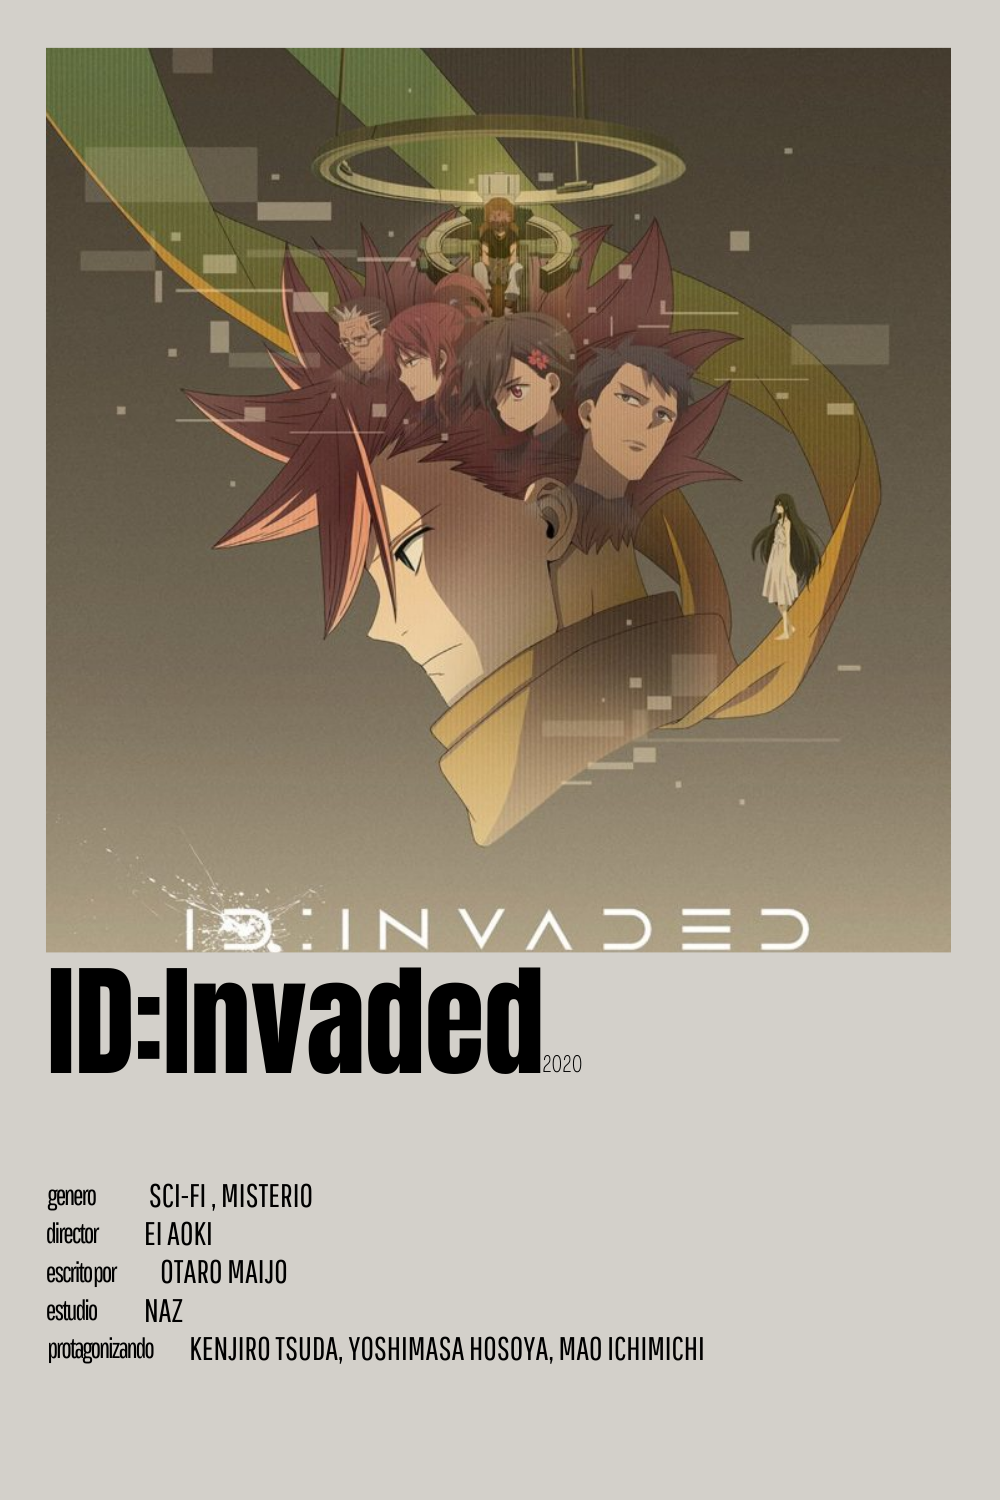 ID:INVADED
ID:Invaded 2020
genero SCI-FI , MISTERIO
director EI AOKI
escrito por OTARO MAIJO
estudio NAZ
protagonizando KENJIRO TSUDA, YOSHIMASA HOSOYA, MAO ICHIMICHI